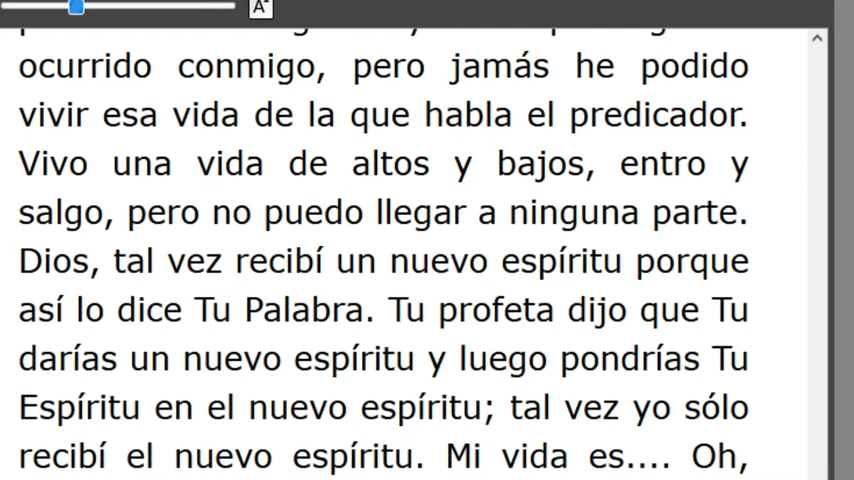 A
ocurrido conmigo, pero jamás he podido
vivir esa vida de la que habla el predicador.
Vivo una vida de altos y bajos, entro y
salgo, pero no puedo llegar a ninguna parte.
Dios, tal vez recibí un nuevo espíritu porque
así lo dice Tu Palabra. Tu profeta dijo que Tu
darías un nuevo espíritu y luego pondrías Tu
Espíritu en el nuevo espíritu; tal vez yo sólo
recibí el nuevo espíritu. Mi vida es.... Oh,